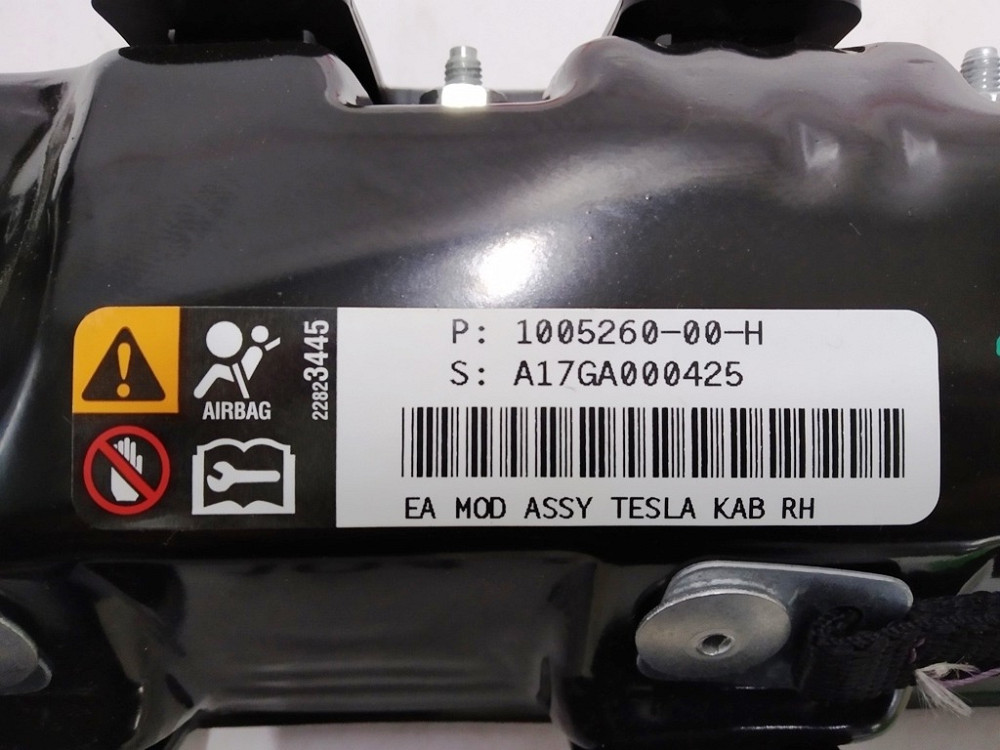 AIRBAG
22823445
P: 1005260-00-H
S: A17GA000425
EA MOD ASSY TESLA KAB RH